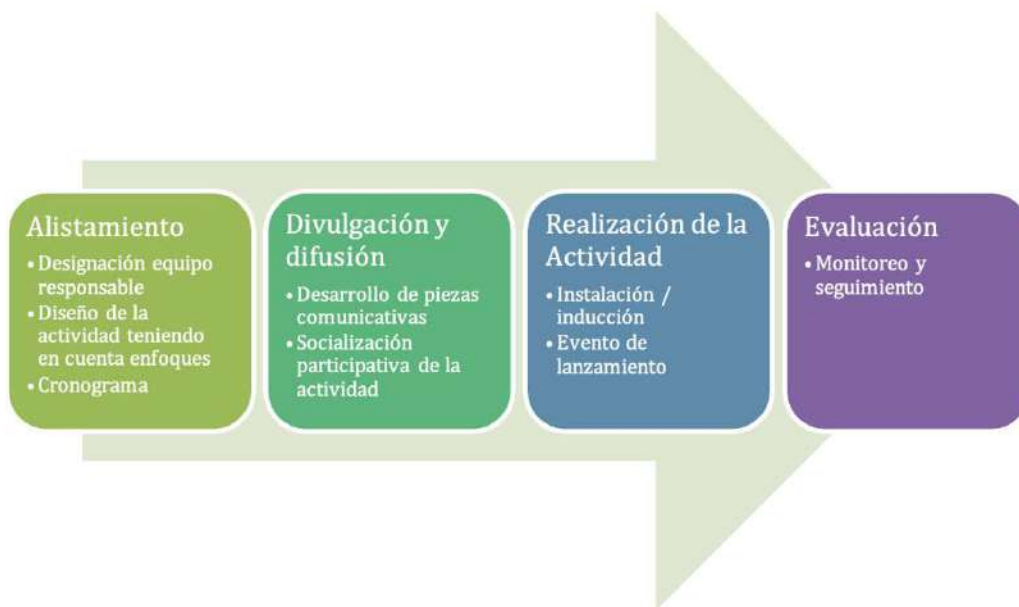 Alistamiento
• Designación equipo
responsable
• Diseño de la
actividad teniendo
en cuenta enfoques
• Cronograma
Divulgación y
difusión
• Desarrollo de piezas
comunicativas
• Socialización
participativa de la
actividad
Realización de la
Actividad
• Instalación /
inducción
• Evento de
lanzamiento
Evaluación
• Monitoreo y
seguimiento